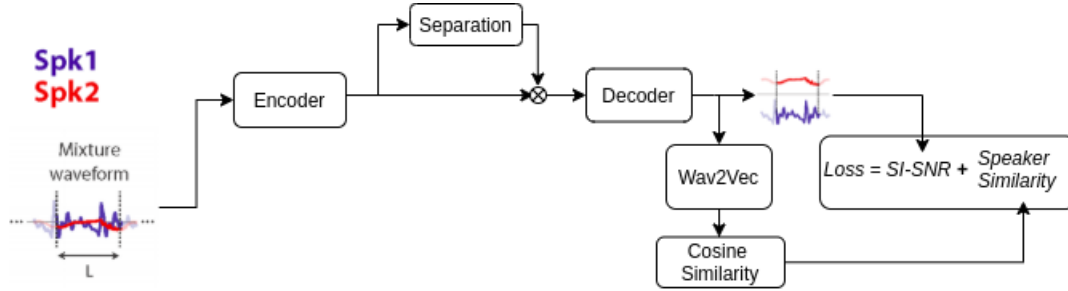 Spk1
Spk2
Mixture
waveform
...
...
L
Encoder
Separation
Decoder
Wav2Vec
Cosine
Similarity
Loss = SI-SNR + Speaker
Similarity